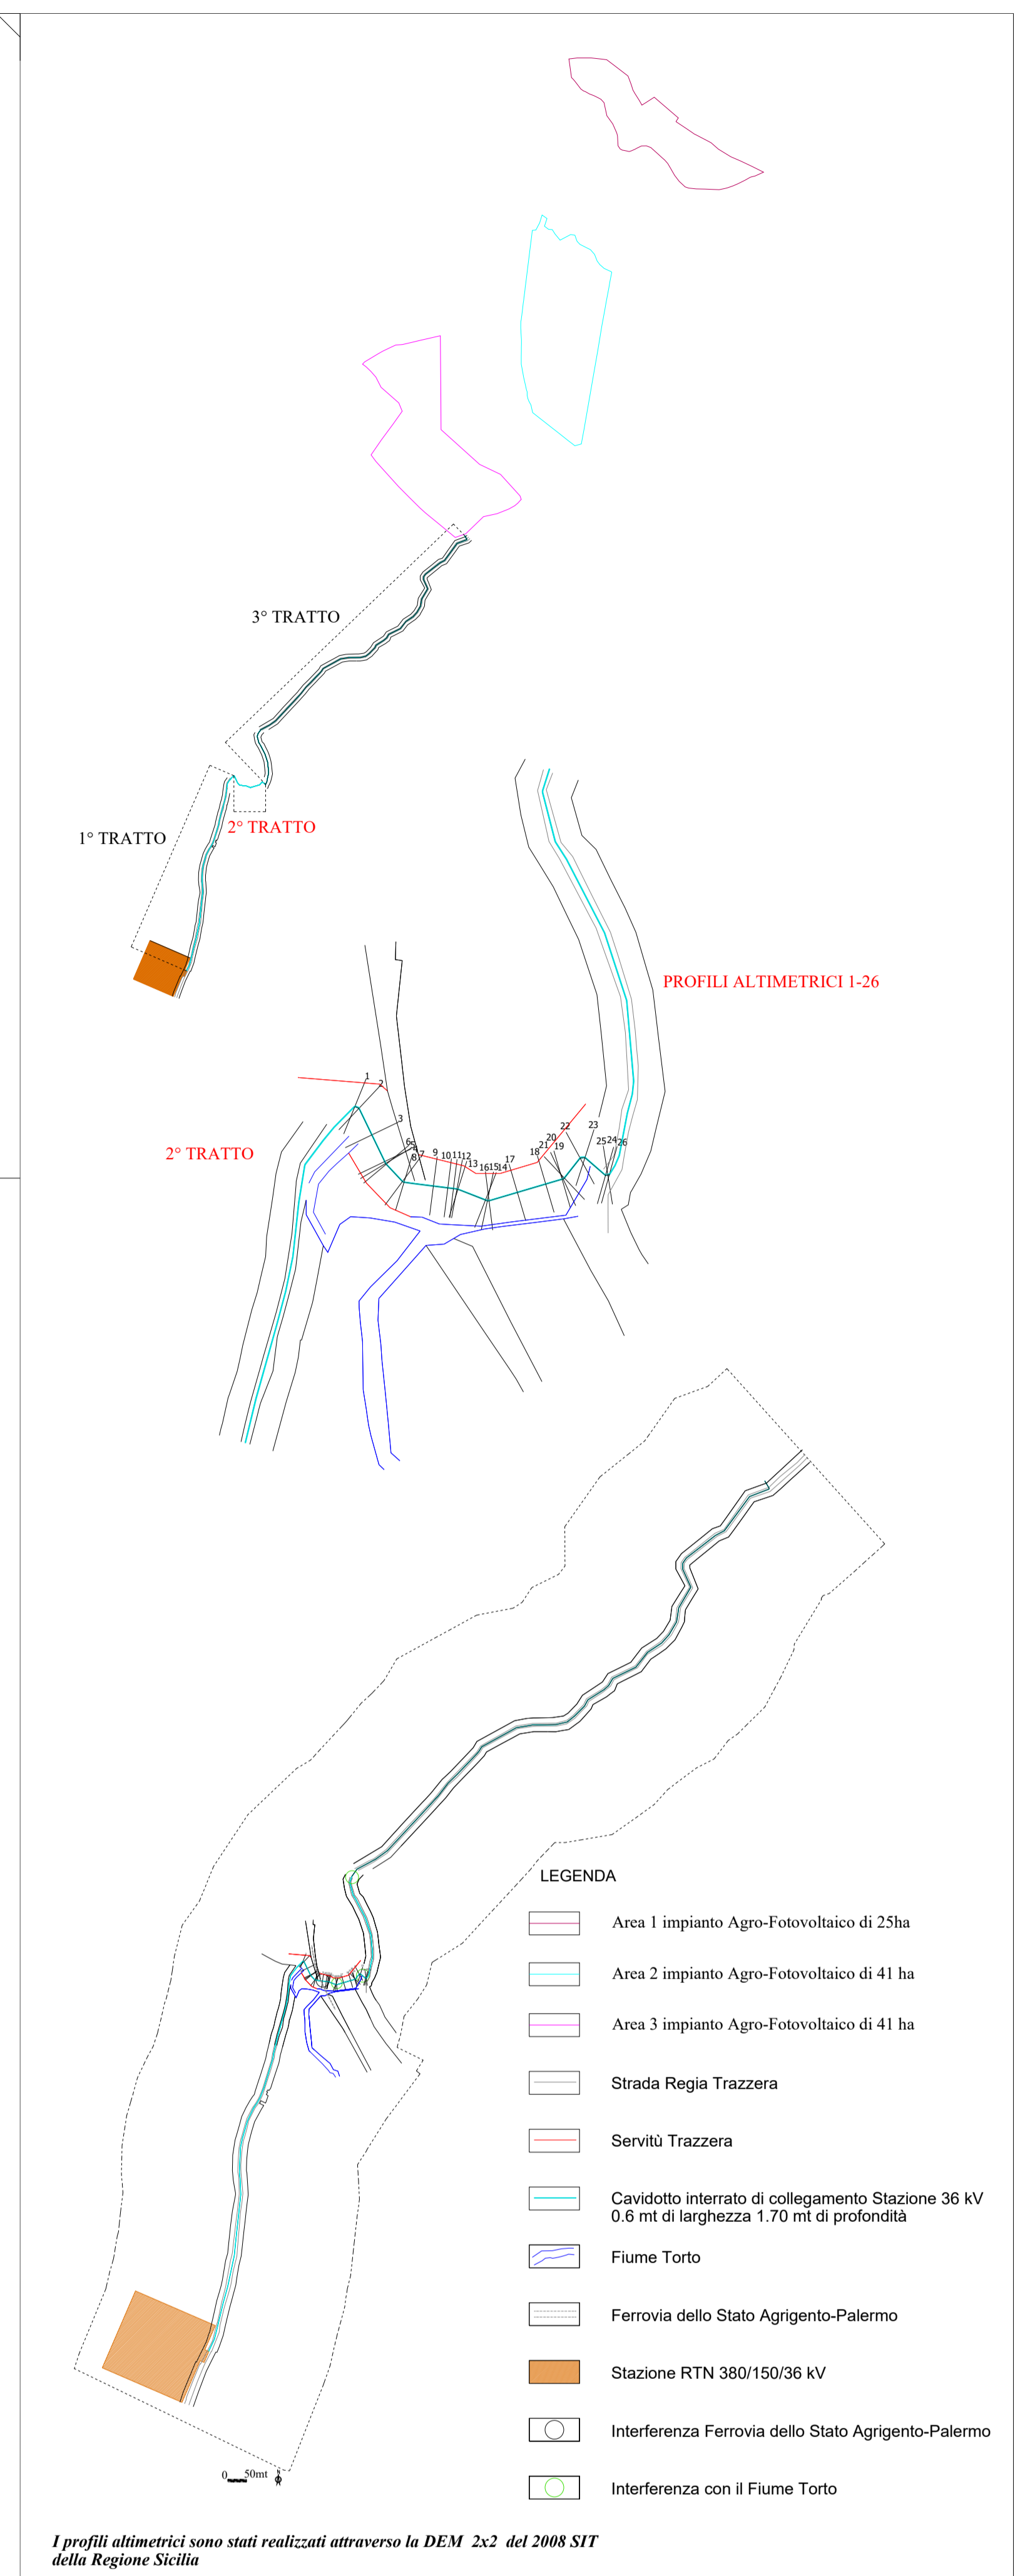 3° TRATTO
2° TRATTO
1° TRATTO
PROFILI ALTIMETRICI 1-26
2° TRATTO
1
2
3
6
5
4
8
7
9
10
11
12
13
16
15
14
17
18
21
20
19
22
23
25
24
26
LEGENDA
Area 1 impianto Agro-Fotovoltaico di 25ha
Area 2 impianto Agro-Fotovoltaico di 41 ha
Area 3 impianto Agro-Fotovoltaico di 41 ha
Strada Regia Trazzera
Servitù Trazzera
Cavidotto interrato di collegamento Stazione 36 kV
0.6 mt di larghezza 1.70 mt di profondità
Fiume Torto
Ferrovia dello Stato Agrigento-Palermo
Stazione RTN 380/150/36 kV
Interferenza Ferrovia dello Stato Agrigento-Palermo
Interferenza con il Fiume Torto
0 50mt
I profili altimetrici sono stati realizzati attraverso la DEM 2x2 del 2008 SIT
della Regione Sicilia